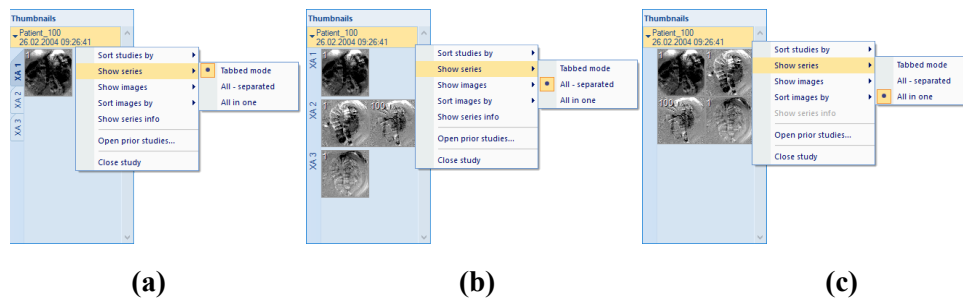 Thumbnails
Patient_100
26.02.2004 09:26:41
XA 1
XA 2
XA 3
1
Sort studies by
Show series
Show images
Sort images by
Show series info
Open prior studies...
Close study
Tabbed mode
All - separated
All in one
(a)
Thumbnails
Patient_100
26.02.2004 09:26:41
XA 1
XA 2
XA 3
1
1
100
1
Sort studies by
Show series
Show images
Sort images by
Show series info
Open prior studies...
Close study
Tabbed mode
All - separated
All in one
(b)
Thumbnails
Patient_100
26.02.2004 09:26:41
1
1
100
1
Sort studies by
Show series
Show images
Sort images by
Show series info
Open prior studies...
Close study
Tabbed mode
All - separated
All in one
(c)